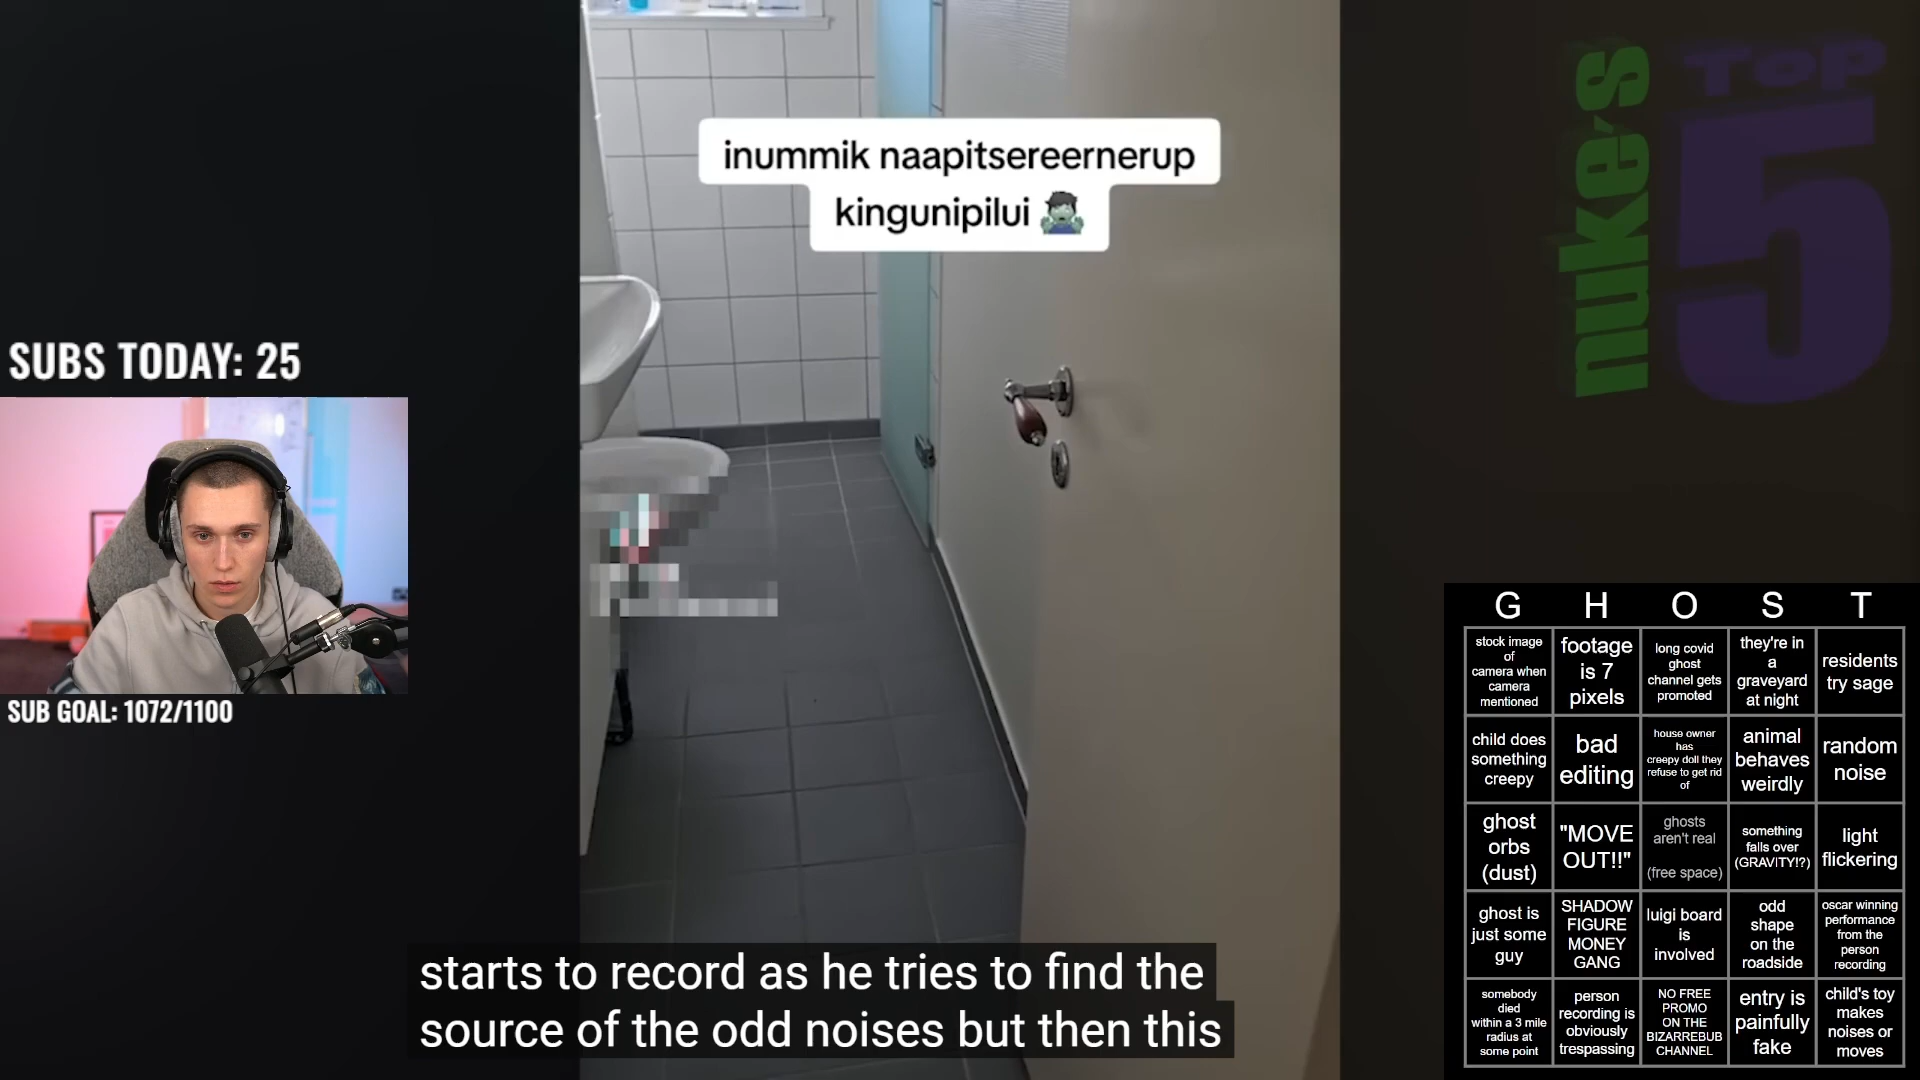 inummik naapitsereernerup
kingunipilui
nuke's
Top
5
SUBS TODAY: 25
SUB GOAL: 1072/1100
starts to record as he tries to find the
source of the odd noises but then this
G H O S T
stock image
of
camera when
camera
mentioned
footage
is 7
pixels
long covid
ghost
channel gets
promoted
they're in
a
graveyard
at night
residents
try sage
child does
something
creepy
bad
editing
house owner
has
creepy doll they
refuse to get rid
of
animal
behaves
weirdly
random
noise
ghost
orbs
(dust)
"MOVE
OUT!!"
ghosts
aren't real
(free space)
something
falls over
(GRAVITY!?)
light
flickering
ghost is
just some
guy
SHADOW
FIGURE
MONEY
GANG
luigi board
is
involved
odd
shape
on the
roadside
oscar winning
performance
from the
person
recording
somebody
died
within a 3 mile
radius at
some point
person
recording is
obviously
trespassing
NO FREE
PROMO
ON THE
BIZARREBUB
CHANNEL
entry is
painfully
fake
child's toy
makes
noises or
moves